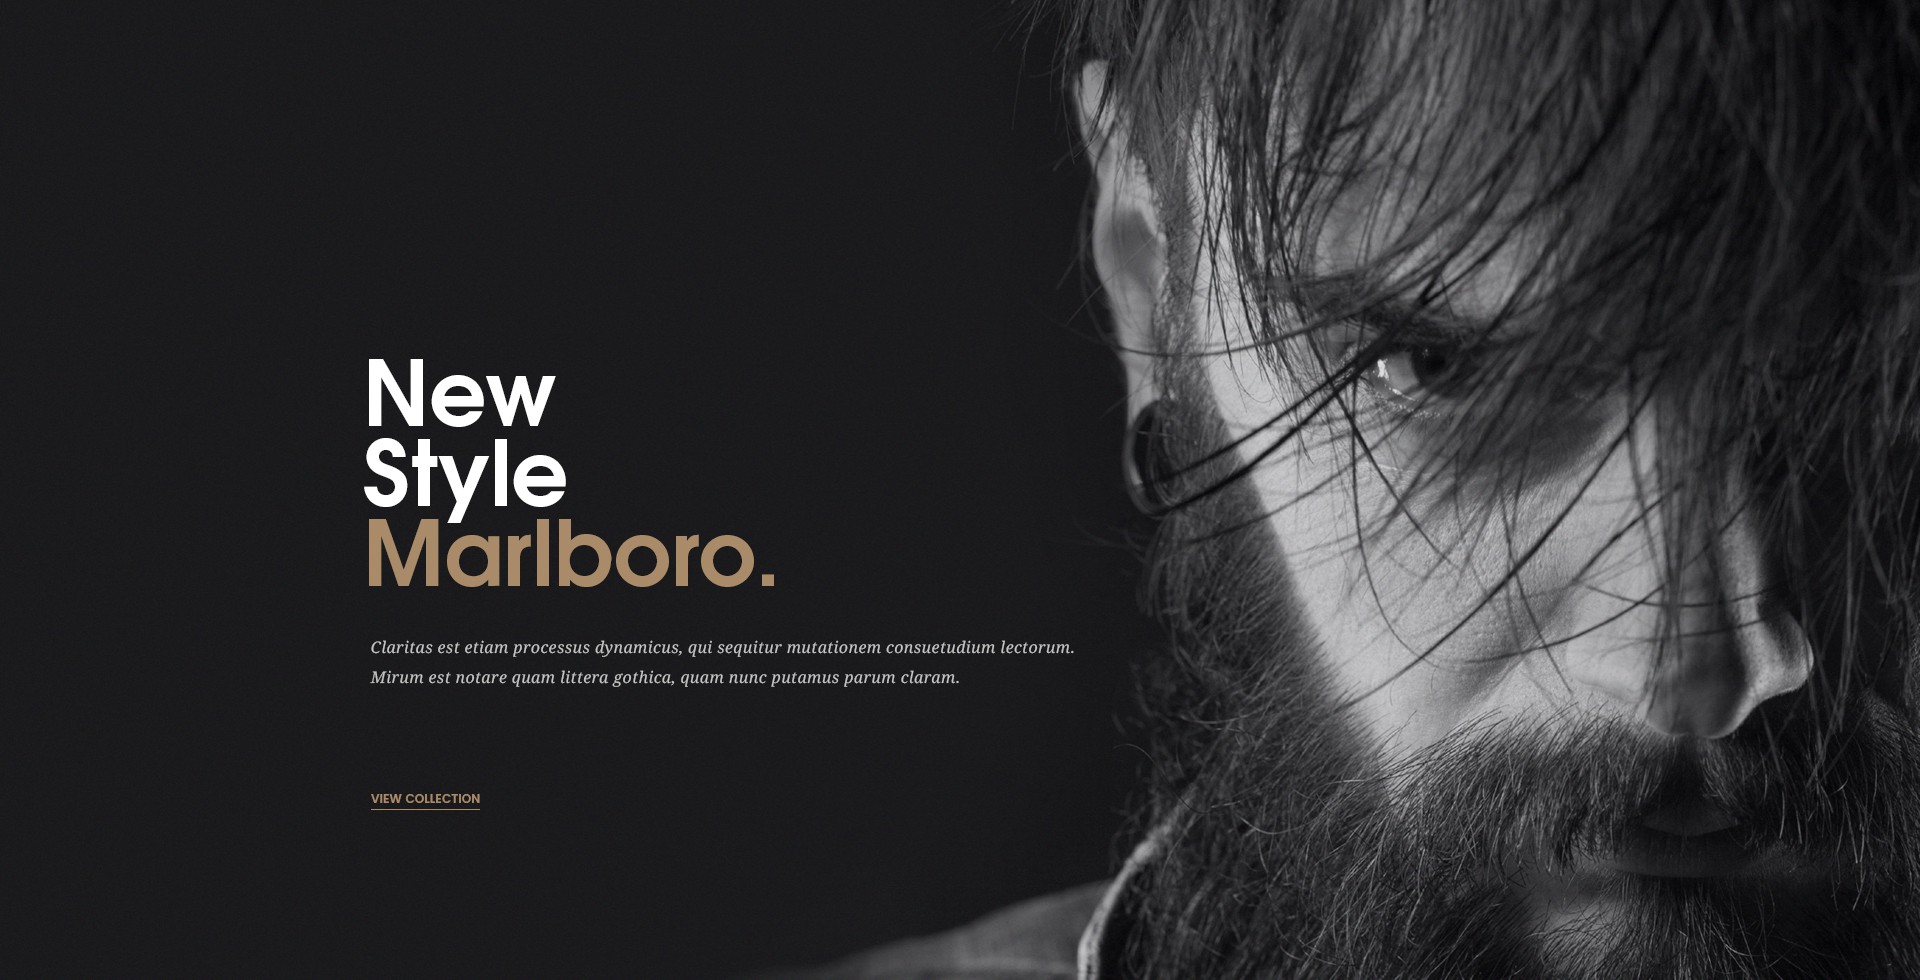 New
Style
Marlboro.
Claritas est etiam processus dynamicus, qui sequitur mutationem consuetudium lectorum.
Mirum est notare quam littera gothica, quam nunc putamus parum claram.
VIEW COLLECTION